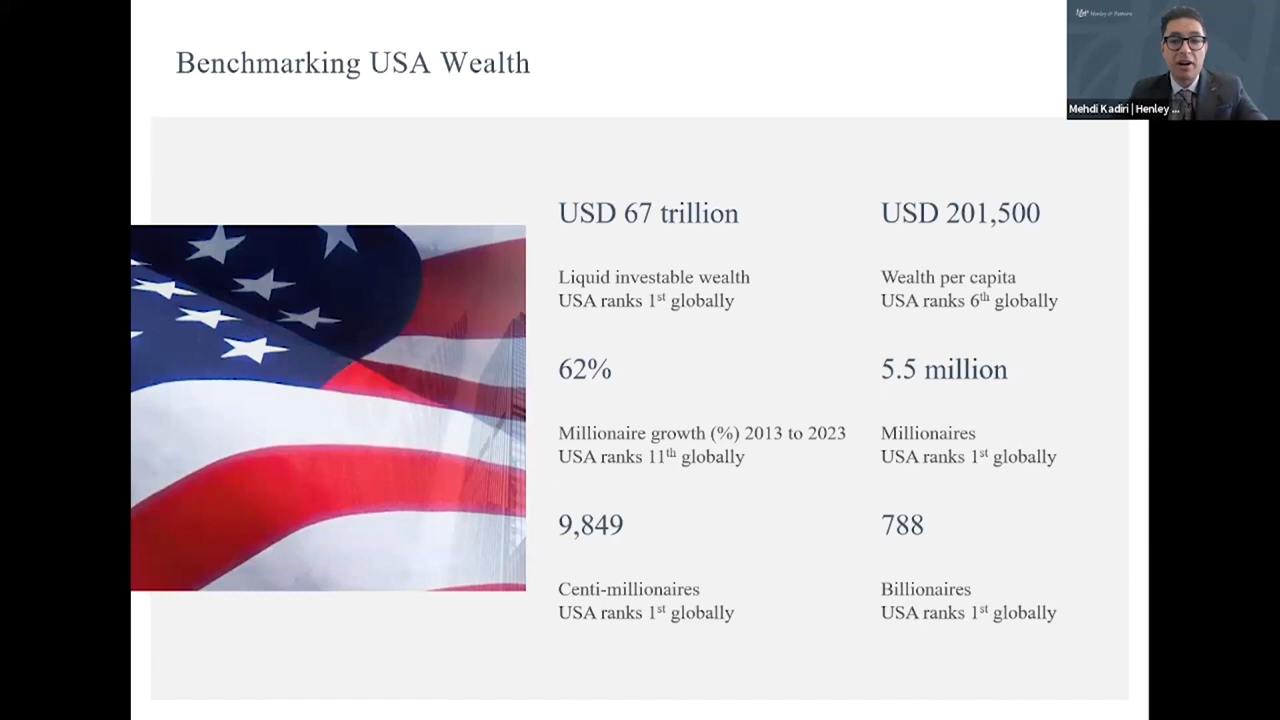 Benchmarking USA Wealth
Henley & Partners
Mehdi Kadiri | Henley ...
USD 67 trillion
Liquid investable wealth
USA ranks 1st globally
USD 201,500
Wealth per capita
USA ranks 6th globally
62%
Millionaire growth (%) 2013 to 2023
USA ranks 11th globally
5.5 million
Millionaires
USA ranks 1st globally
9,849
Centi-millionaires
USA ranks 1st globally
788
Billionaires
USA ranks 1st globally